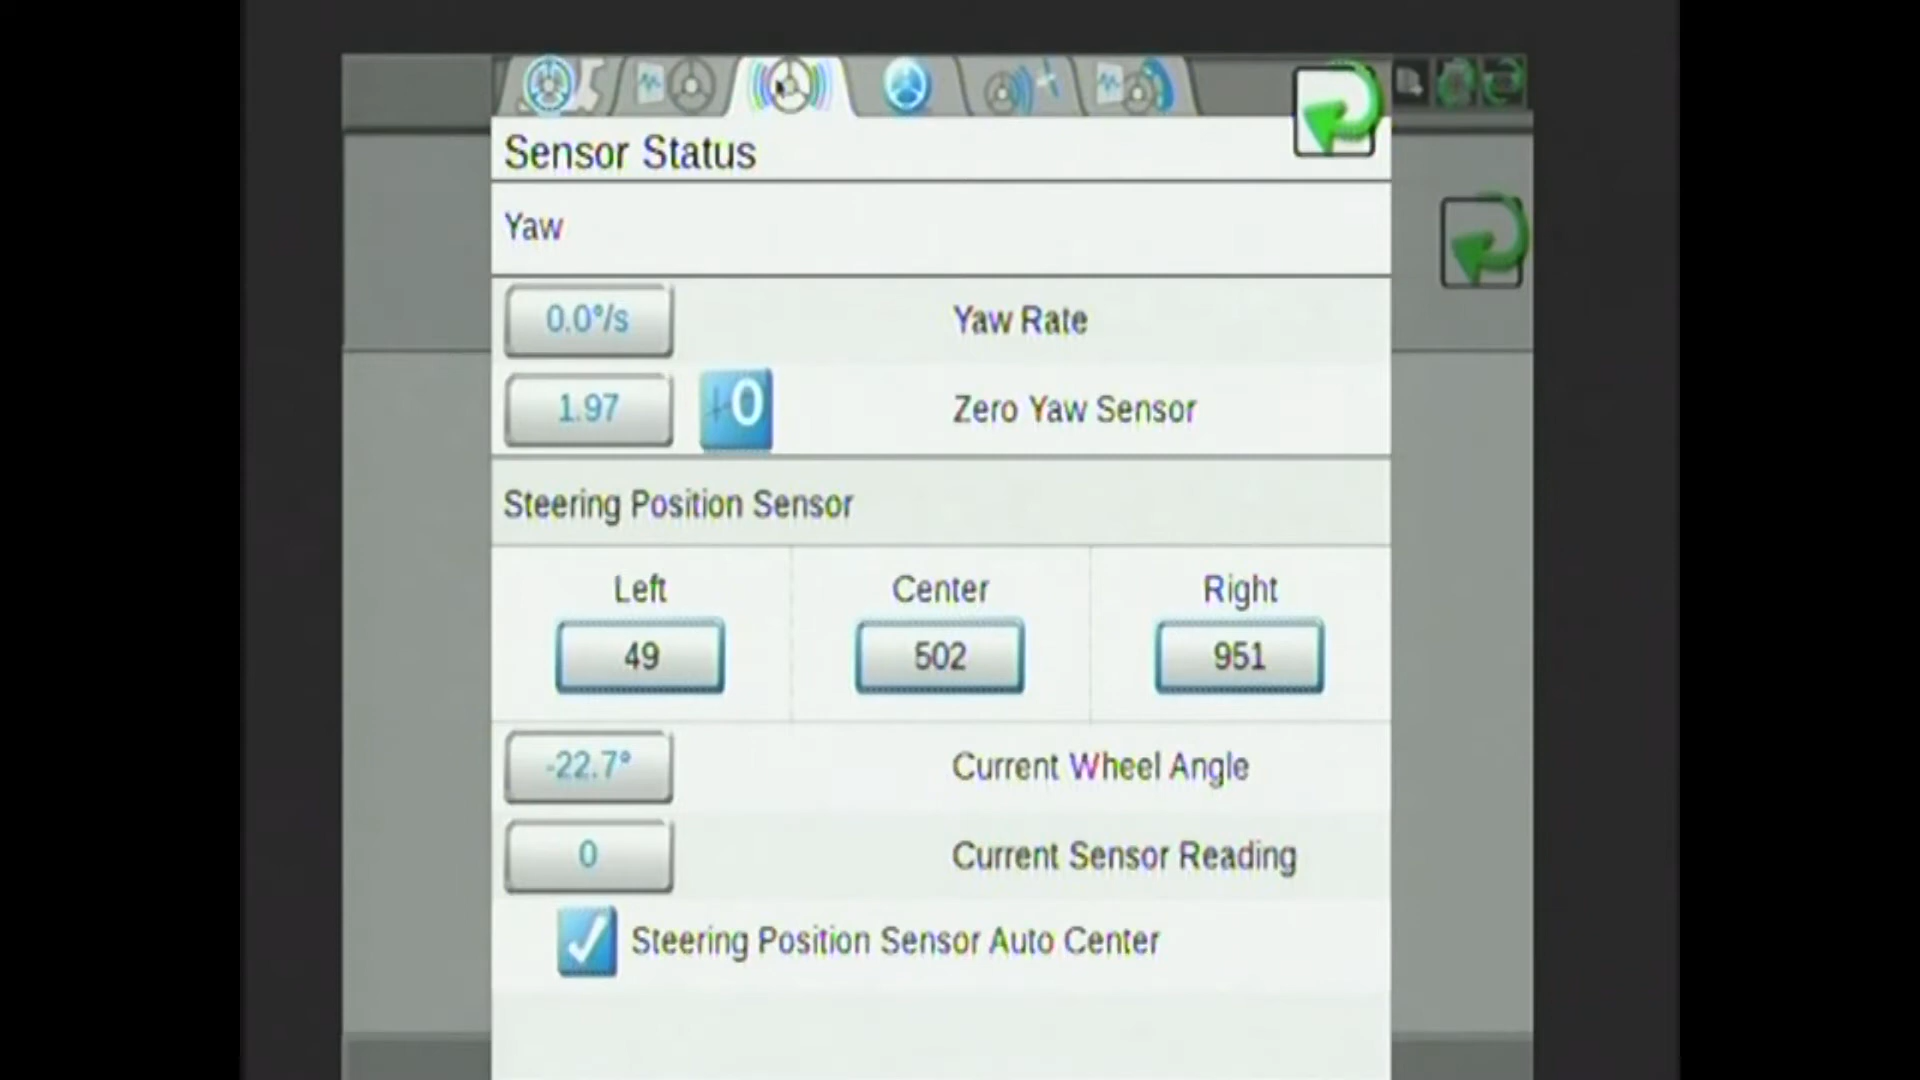 Sensor Status
Yaw
0.0°/s Yaw Rate
1.97 Zero Yaw Sensor
Steering Position Sensor
Left Center Right
49 502 951
-22.7° Current Wheel Angle
0 Current Sensor Reading
Steering Position Sensor Auto Center